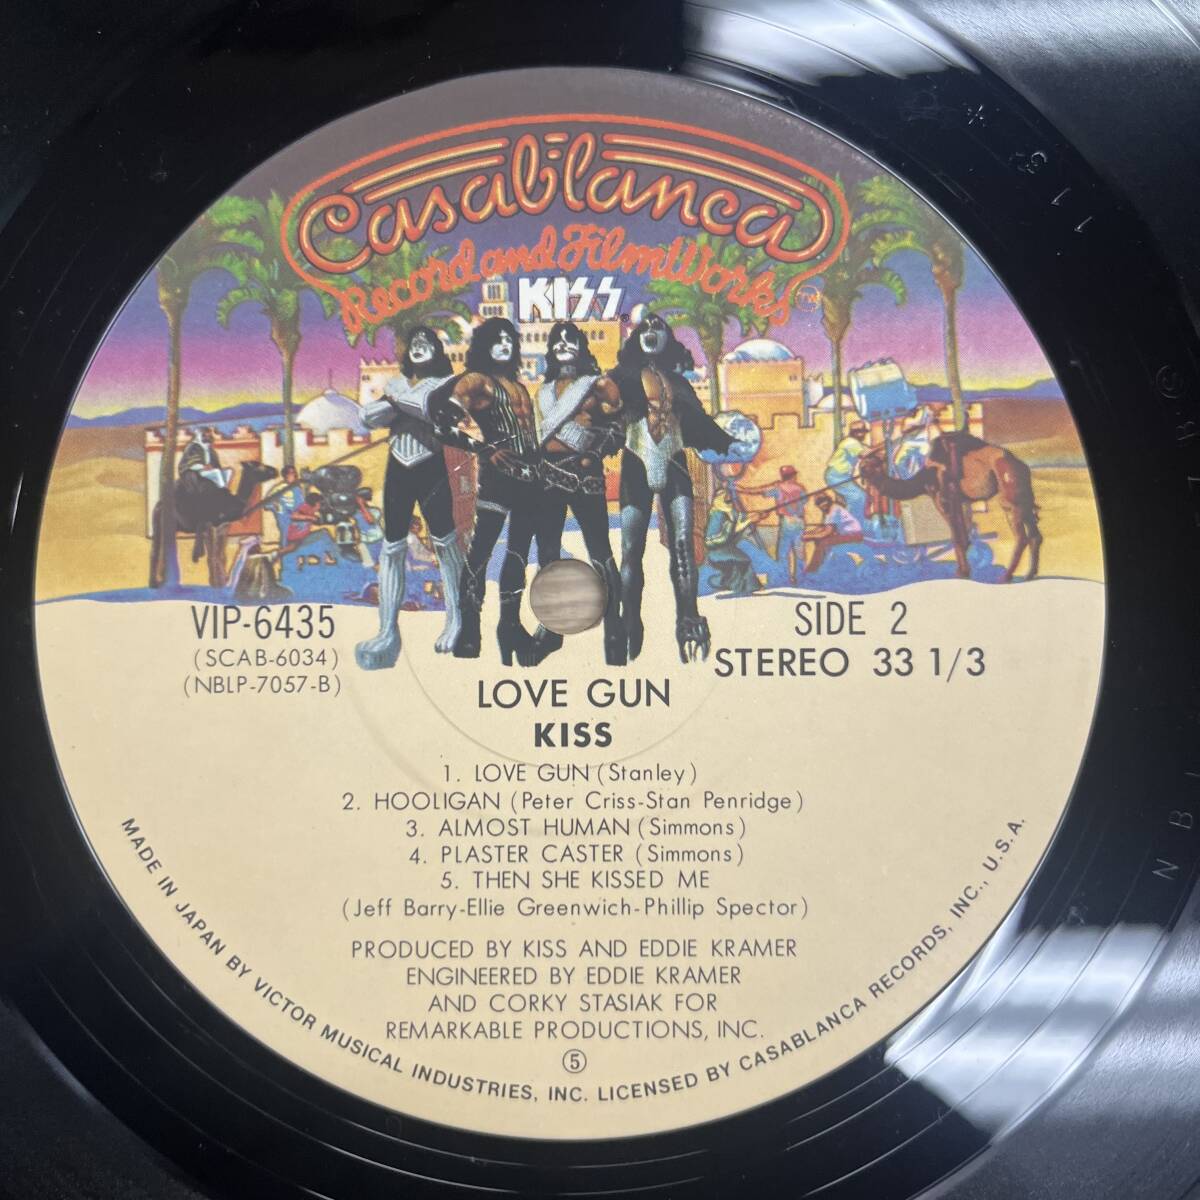 Casablanca
Record and FilmWorks
TM
KISS®
VIP-6435
(SCAB-6034)
(NBLP-7057-B)
SIDE 2
STEREO 33 1/3
LOVE GUN
KISS
1. LOVE GUN (Stanley)
2. HOOLIGAN (Peter Criss-Stan Penridge)
3. ALMOST HUMAN (Simmons)
4. PLASTER CASTER (Simmons)
5. THEN SHE KISSED ME
(Jeff Barry-Ellie Greenwich-Phillip Spector)
PRODUCED BY KISS AND EDDIE KRAMER
ENGINEERED BY EDDIE KRAMER
AND CORKY STASIAK FOR
REMARKABLE PRODUCTIONS, INC.
⑤
MADE IN JAPAN BY VICTOR MUSICAL INDUSTRIES, INC. LICENSED BY CASABLANCA RECORDS, INC., U.S.A.